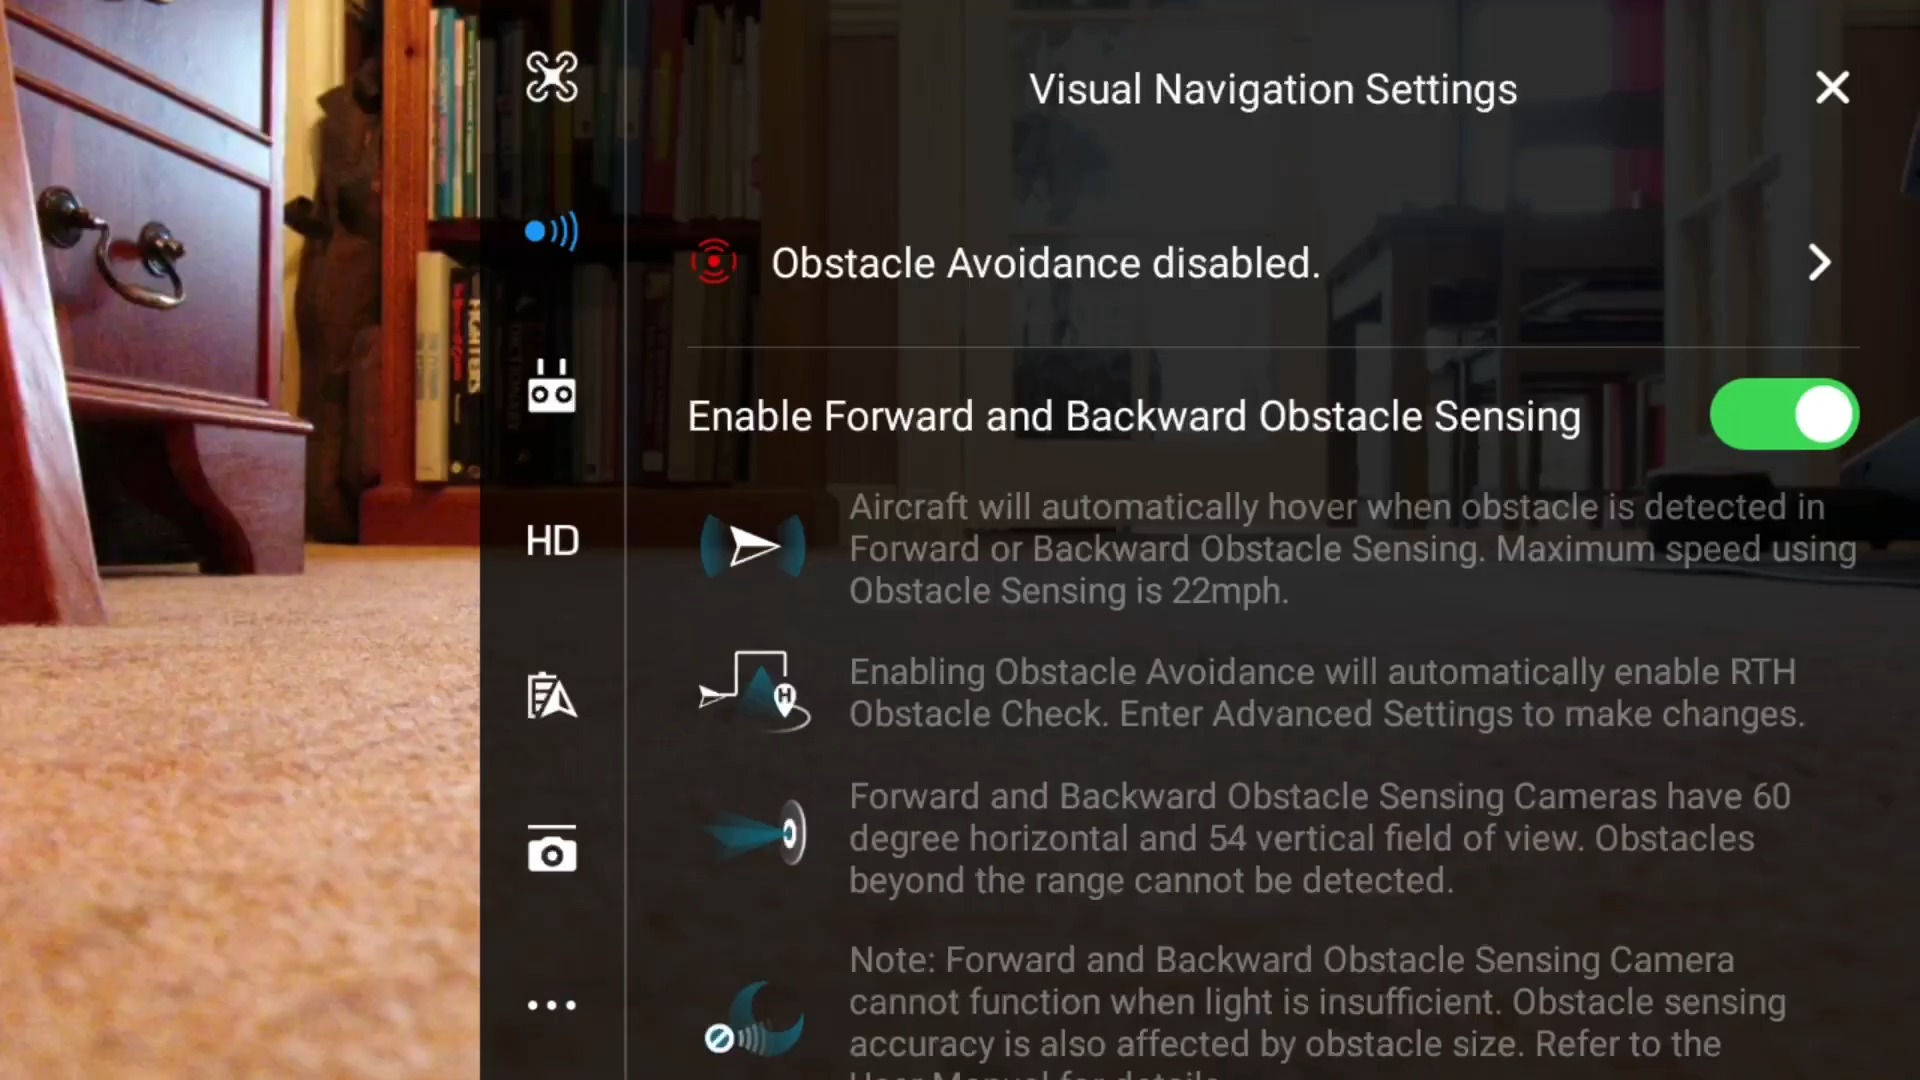 Visual Navigation Settings
Obstacle Avoidance disabled.
Enable Forward and Backward Obstacle Sensing
Aircraft will automatically hover when obstacle is detected in
Forward or Backward Obstacle Sensing. Maximum speed using
Obstacle Sensing is 22mph.
HD
Enabling Obstacle Avoidance will automatically enable RTH
Obstacle Check. Enter Advanced Settings to make changes.
H
Forward and Backward Obstacle Sensing Cameras have 60
degree horizontal and 54 vertical field of view. Obstacles
beyond the range cannot be detected.
Note: Forward and Backward Obstacle Sensing Camera
cannot function when light is insufficient. Obstacle sensing
accuracy is also affected by obstacle size. Refer to the
User Manual for details.